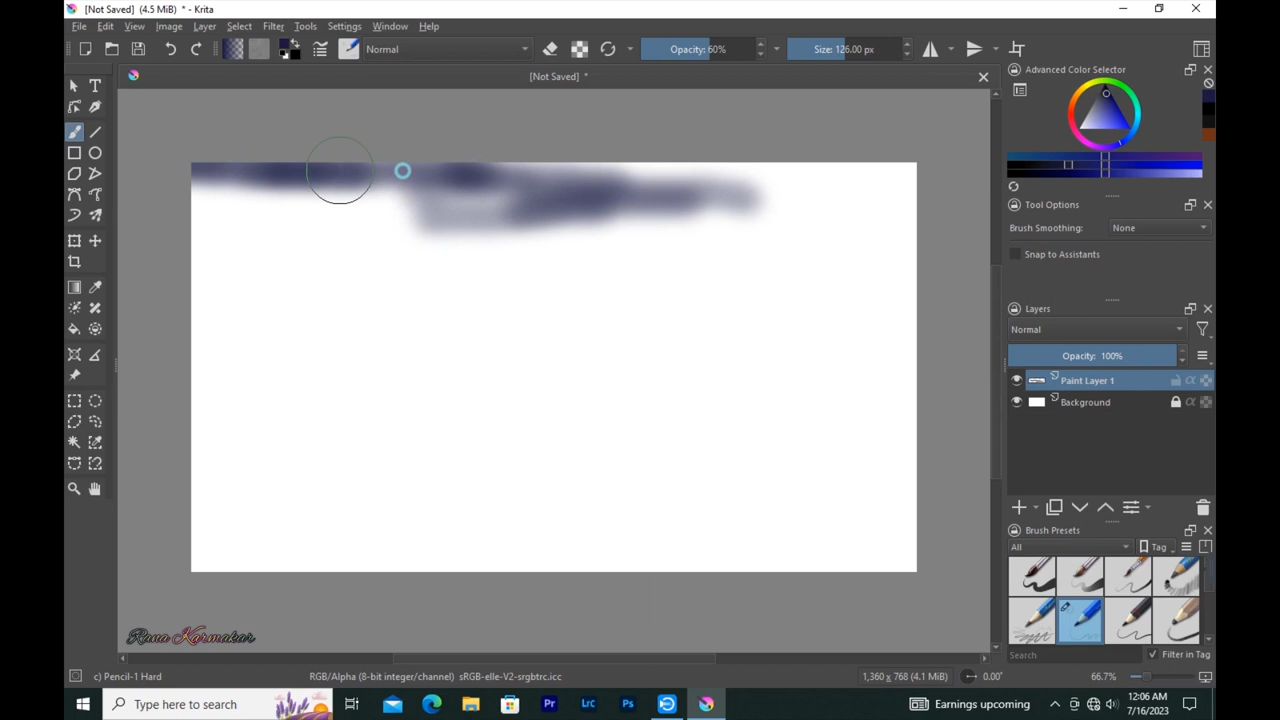 [Not Saved] (4.5 MiB) * - Krita
File Edit View Image Layer Select Filter Tools Settings Window Help
Normal
Opacity: 60%
Size: 126.00 px
[Not Saved] *
Advanced Color Selector
Tool Options
Brush Smoothing: None
Snap to Assistants
Layers
Normal
Opacity: 100%
Paint Layer 1
Background
Brush Presets
All
Tag
Search
Filter in Tag
Rana Karmakar
c) Pencil-1 Hard
RGB/Alpha (8-bit integer/channel) sRGB-elle-V2-srgbtrc.icc
1,360 x 768 (4.1 MiB)
0.00°
66.7%
Type here to search
Pr
Lrc
Ps
Earnings upcoming
12:06 AM
7/16/2023